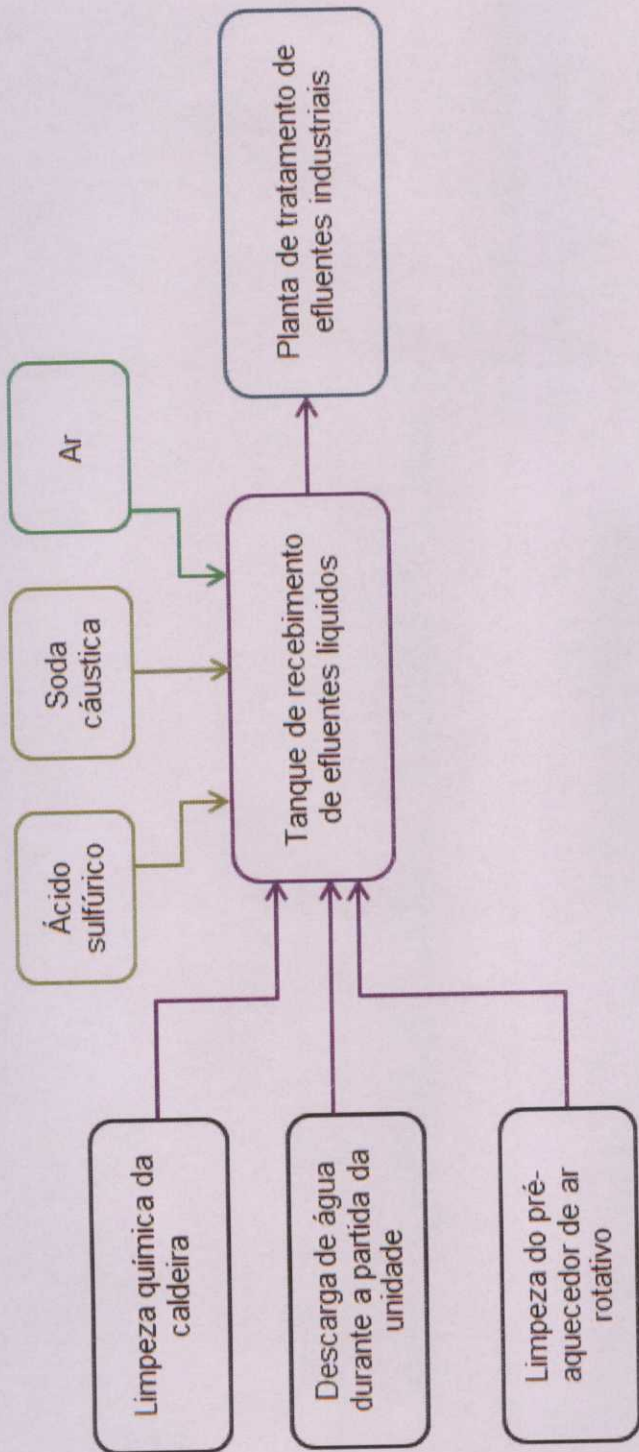 Ácido
sulfúrico
Soda
cáustica
Ar
Limpeza química da
caldeira
Descarga de água
durante a partida da
unidade
Limpeza do pré-
aquecedor de ar
rotativo
Tanque de recebimento
de efluentes líquidos
Planta de tratamento de
efluentes industriais